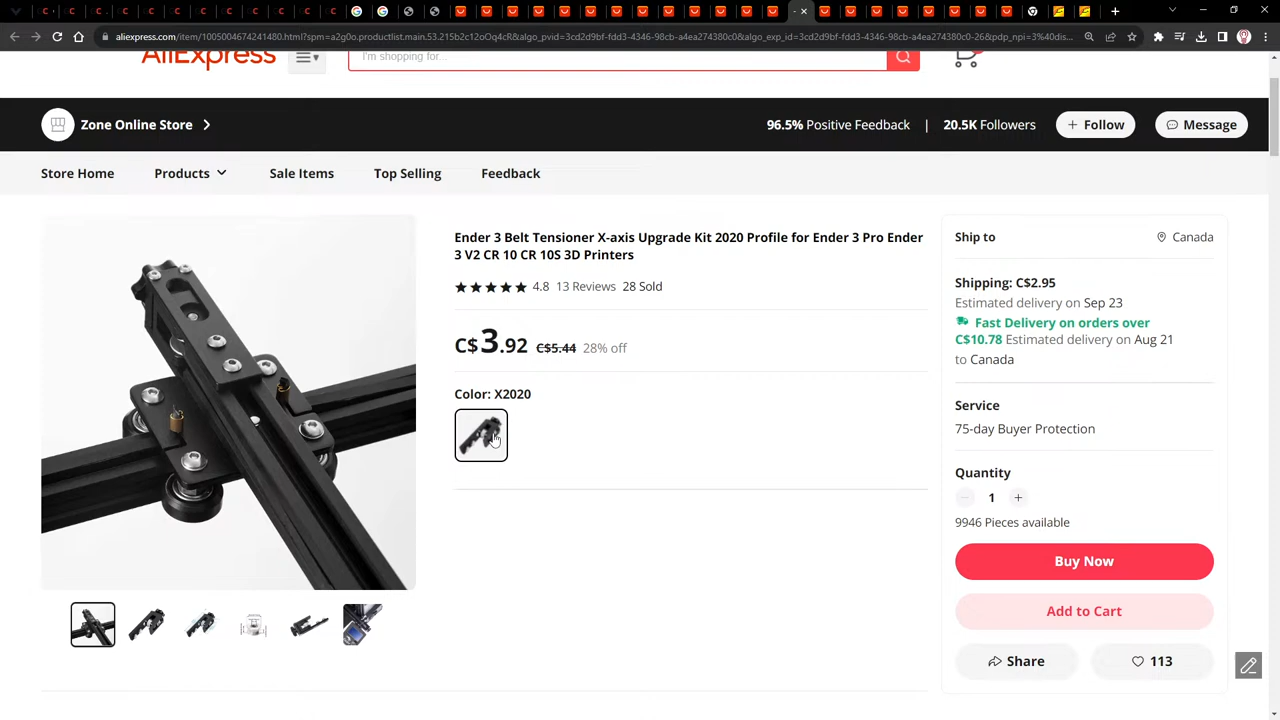 aliexpress.com/item/1005004674241480.html?spm=a2g0o.productlist.main.53.215b2c12oOq4cR&algo_pvid=3cd2d9bf-fdd3-4346-98cb-a4ea274380c0&algo_exp_id=3cd2d9bf-fdd3-4346-98cb-a4ea274380c0-26&pdp_npi=3%40dis...
AliExpress
I'm shopping for...
Zone Online Store
96.5% Positive Feedback | 20.5K Followers
+ Follow
Message
Store Home
Products
Sale Items
Top Selling
Feedback
Ender 3 Belt Tensioner X-axis Upgrade Kit 2020 Profile for Ender 3 Pro Ender
3 V2 CR 10 CR 10S 3D Printers
4.8 13 Reviews 28 Sold
C$3.92 C$5.44 28% off
Color: X2020
Ship to
Canada
Shipping: C$2.95
Estimated delivery on Sep 23
Fast Delivery on orders over
C$10.78 Estimated delivery on Aug 21
to Canada
Service
75-day Buyer Protection
Quantity
1 +
9946 Pieces available
Buy Now
Add to Cart
Share
113